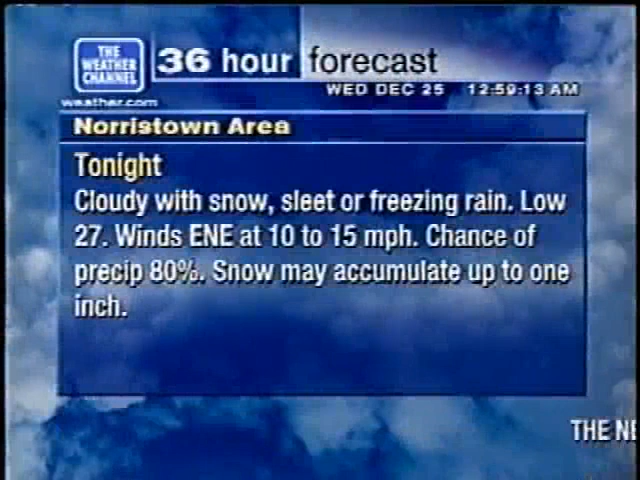 THE
WEATHER
CHANNEL
36 hour forecast
WED DEC 25 12:59:13 AM
weather.com
Norristown Area
Tonight
Cloudy with snow, sleet or freezing rain. Low
27. Winds ENE at 10 to 15 mph. Chance of
precip 80%. Snow may accumulate up to one
inch.
THE